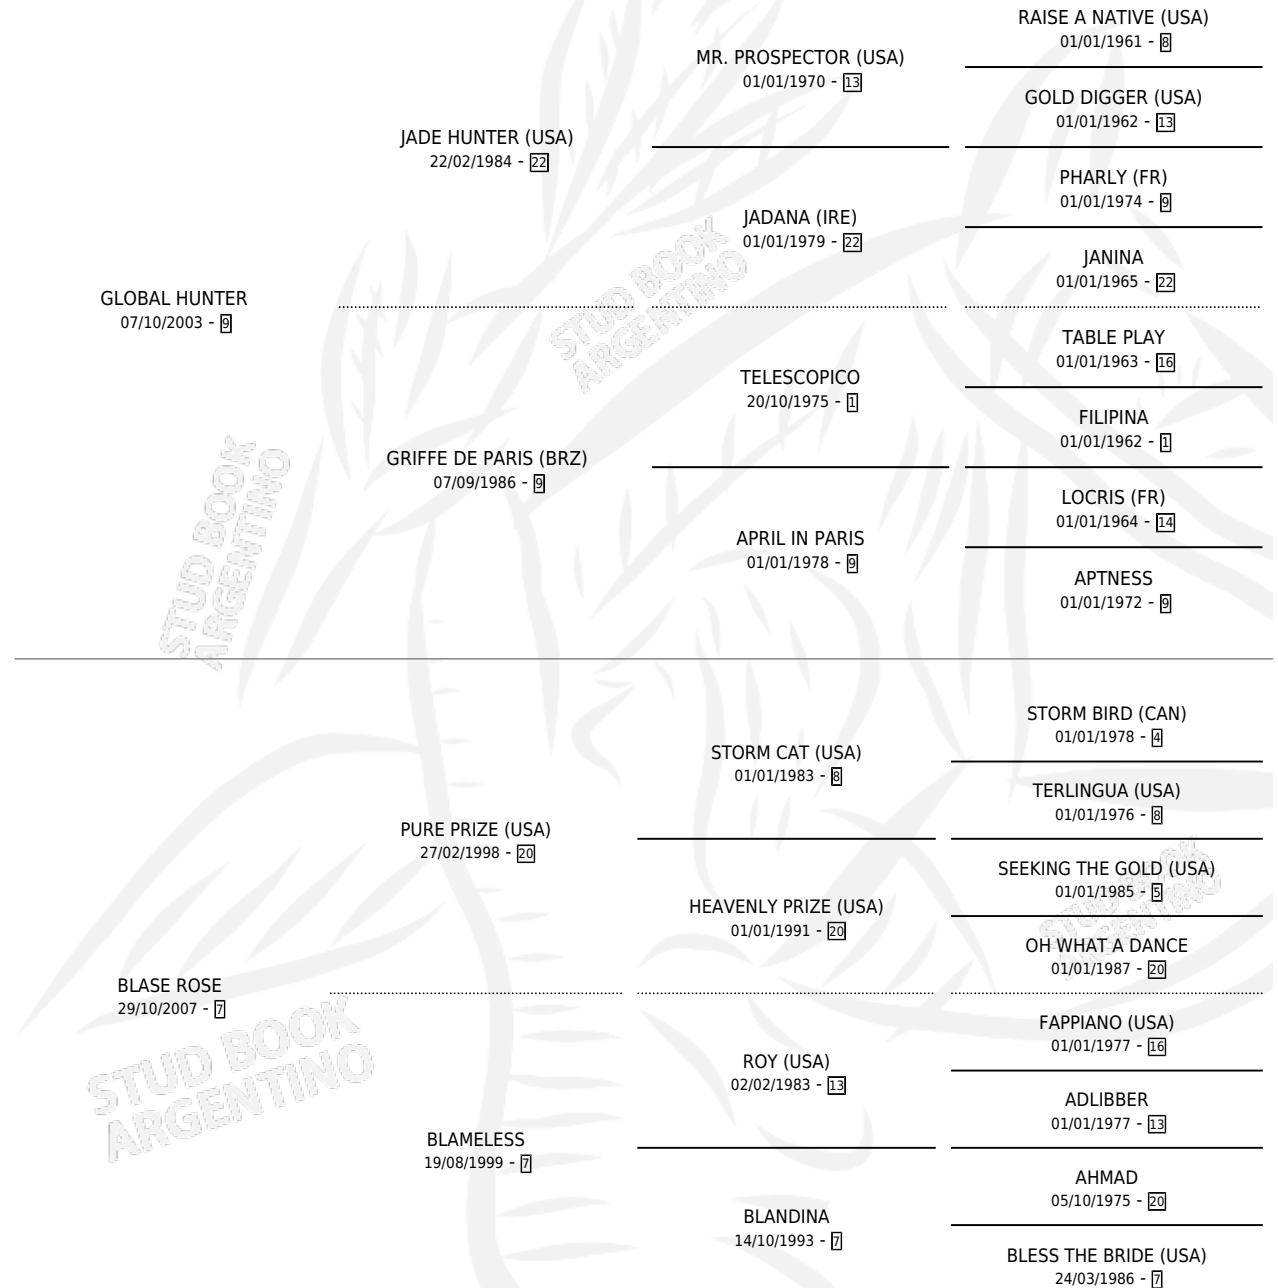 RAISE A NATIVE (USA)
01/01/1961 - 8
MR. PROSPECTOR (USA)
01/01/1970 - 13
GOLD DIGGER (USA)
01/01/1962 - 13
JADE HUNTER (USA)
22/02/1984 - 22
PHARLY (FR)
01/01/1974 - 9
JADANA (IRE)
01/01/1979 - 22
JANINA
01/01/1965 - 22
GLOBAL HUNTER
07/10/2003 - 9
TABLE PLAY
01/01/1963 - 16
TELESCOPICO
20/10/1975 - 1
FILIPINA
01/01/1962 - 1
GRIFFE DE PARIS (BRZ)
07/09/1986 - 9
LOCRIS (FR)
01/01/1964 - 14
APRIL IN PARIS
01/01/1978 - 9
APTNESS
01/01/1972 - 9
STORM BIRD (CAN)
01/01/1978 - 4
STORM CAT (USA)
01/01/1983 - 8
TERLINGUA (USA)
01/01/1976 - 8
PURE PRIZE (USA)
27/02/1998 - 20
SEEKING THE GOLD (USA)
01/01/1985 - 5
HEAVENLY PRIZE (USA)
01/01/1991 - 20
OH WHAT A DANCE
01/01/1987 - 20
BLASE ROSE
29/10/2007 - 7
FAPPIANO (USA)
01/01/1977 - 16
ROY (USA)
02/02/1983 - 13
ADLIBBER
01/01/1977 - 13
BLAMELESS
19/08/1999 - 7
AHMAD
05/10/1975 - 20
BLANDINA
14/10/1993 - 7
BLESS THE BRIDE (USA)
24/03/1986 - 7
STUD BOOK
ARGENTINO
STUD BOOK
ARGENTINO
STUD BOOK
ARGENTINO
STUD BOOK
ARGENTINO